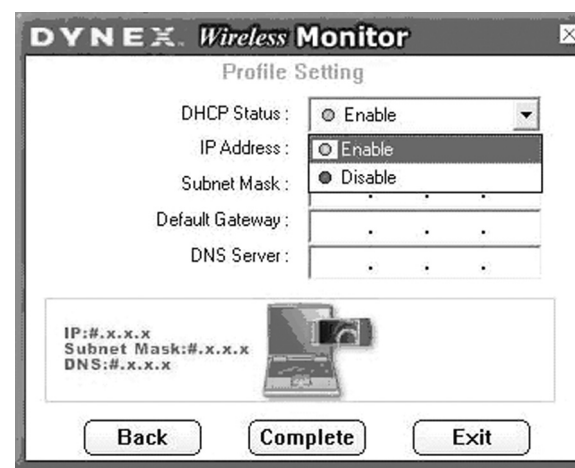 DYNEX Wireless Monitor
Profile Setting
DHCP Status : Enable
IP Address : Enable
Disable
Subnet Mask : . . .
Default Gateway : . . .
DNS Server : . . .
IP:#.x.x.x
Subnet Mask:#.x.x.x
DNS:#.x.x.x
Back Complete Exit